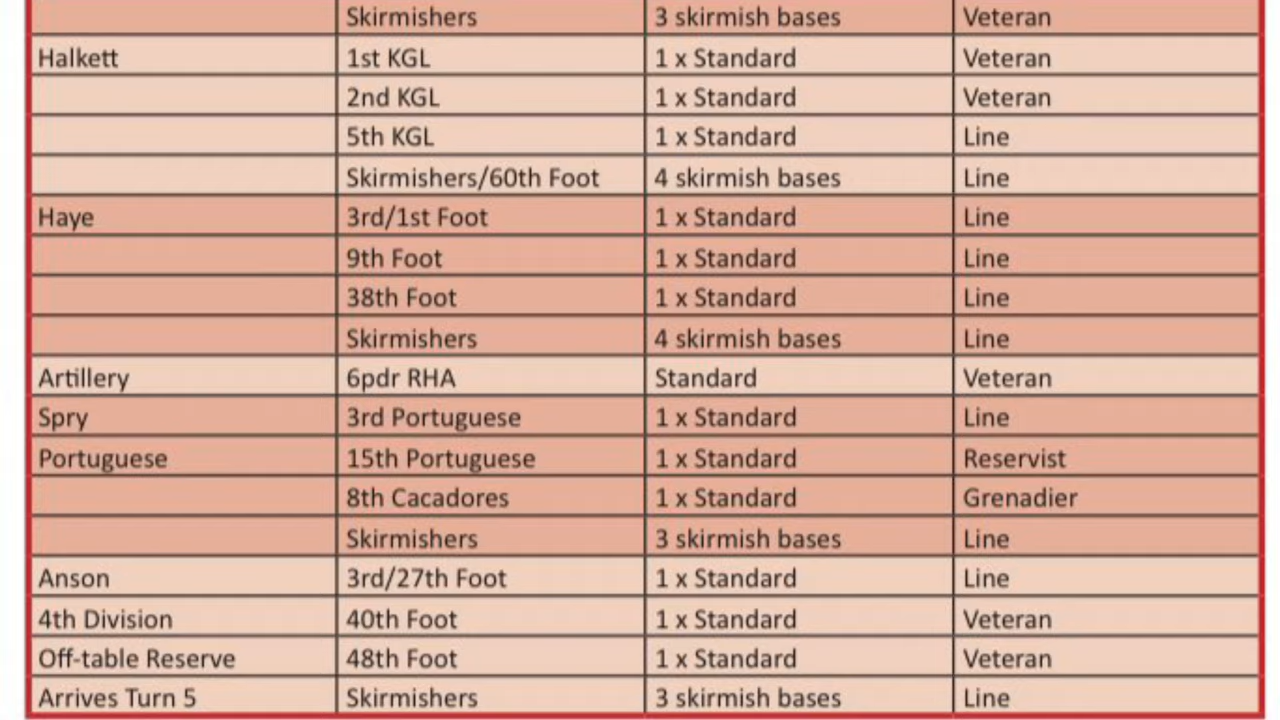 Skirmishers 3 skirmish bases Veteran
Halkett 1st KGL 1 x Standard Veteran
2nd KGL 1 x Standard Veteran
5th KGL 1 x Standard Line
Skirmishers/60th Foot 4 skirmish bases Line
Haye 3rd/1st Foot 1 x Standard Line
9th Foot 1 x Standard Line
38th Foot 1 x Standard Line
Skirmishers 4 skirmish bases Line
Artillery 6pdr RHA Standard Veteran
Spry 3rd Portuguese 1 x Standard Line
Portuguese 15th Portuguese 1 x Standard Reservist
8th Cacadores 1 x Standard Grenadier
Skirmishers 3 skirmish bases Line
Anson 3rd/27th Foot 1 x Standard Line
4th Division 40th Foot 1 x Standard Veteran
Off-table Reserve 48th Foot 1 x Standard Veteran
Arrives Turn 5 Skirmishers 3 skirmish bases Line